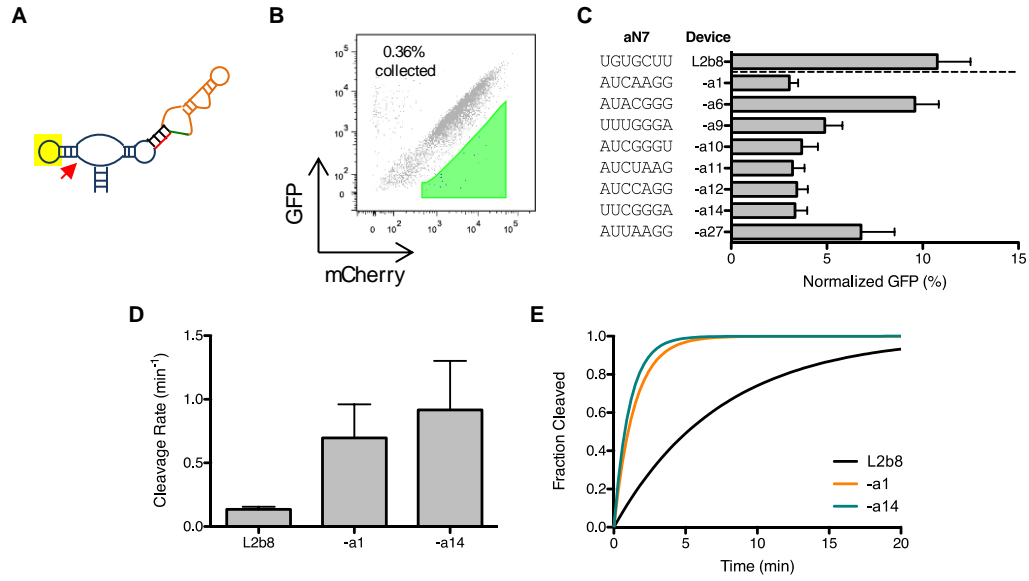 A
B
0.36%
collected
10^5
10^4
10^3
10^2
0
0 10^2 10^3 10^4 10^5
GFP
mCherry
C
aN7 Device
UGUGCUU L2b8
AUCAAGG -a1
AUACGGG -a6
UUUGGGA -a9
AUCGGGU -a10
AUCUAAG -a11
AUCCAGG -a12
UUCGGGA -a14
AUUAAGG -a27
0 5 10 15
Normalized GFP (%)
D
Cleavage Rate (min^-1)
1.5
1.0
0.5
0.0
L2b8 -a1 -a14
E
Fraction Cleaved
1.0
0.8
0.6
0.4
0.2
0.0
L2b8
-a1
-a14
0 5 10 15 20
Time (min)